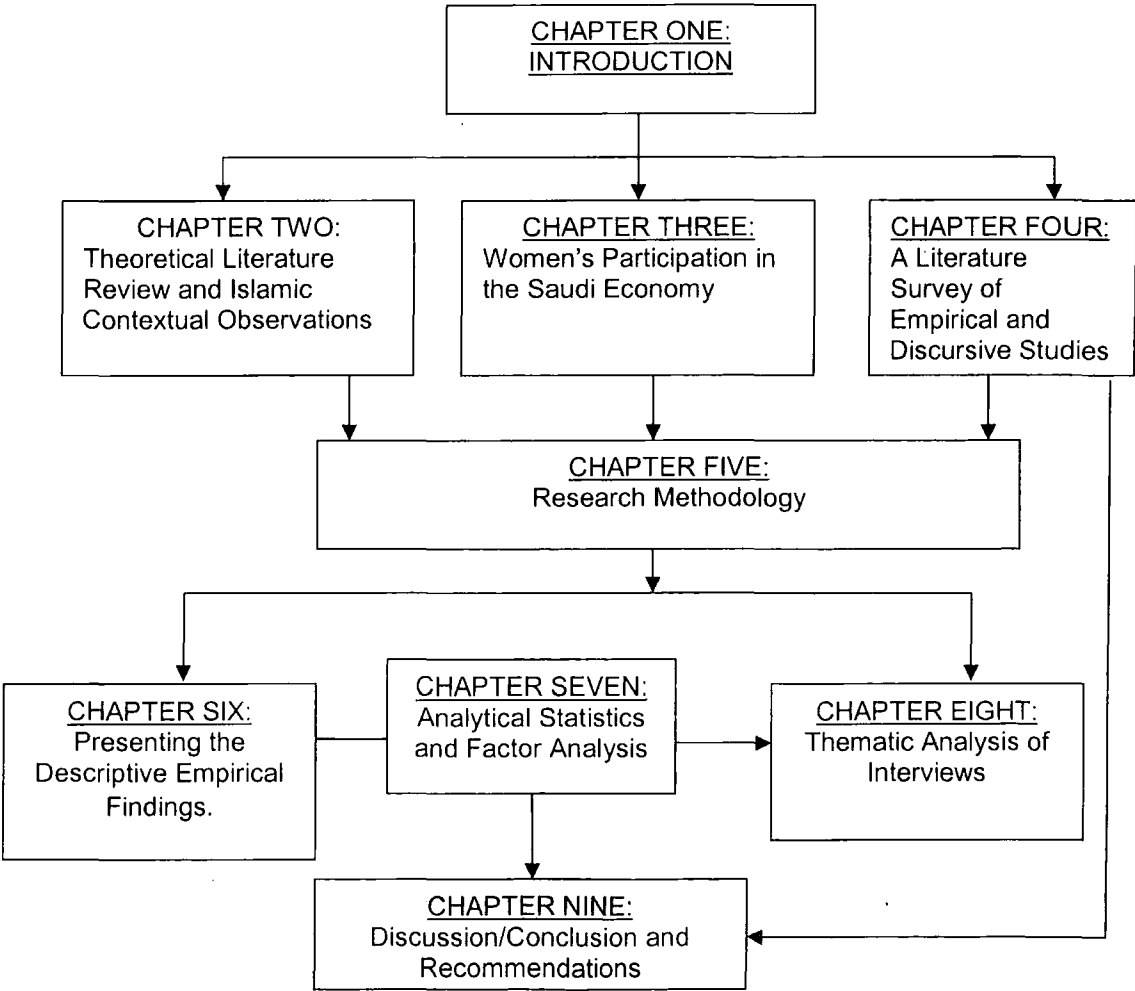 CHAPTER ONE:
INTRODUCTION
CHAPTER TWO:
Theoretical Literature
Review and Islamic
Contextual Observations
CHAPTER THREE:
Women's Participation in
the Saudi Economy
CHAPTER FOUR:
A Literature
Survey of
Empirical and
Discursive Studies
CHAPTER FIVE:
Research Methodology
CHAPTER SIX:
Presenting the
Descriptive Empirical
Findings.
CHAPTER SEVEN:
Analytical Statistics
and Factor Analysis
CHAPTER EIGHT:
Thematic Analysis of
Interviews
CHAPTER NINE:
Discussion/Conclusion and
Recommendations